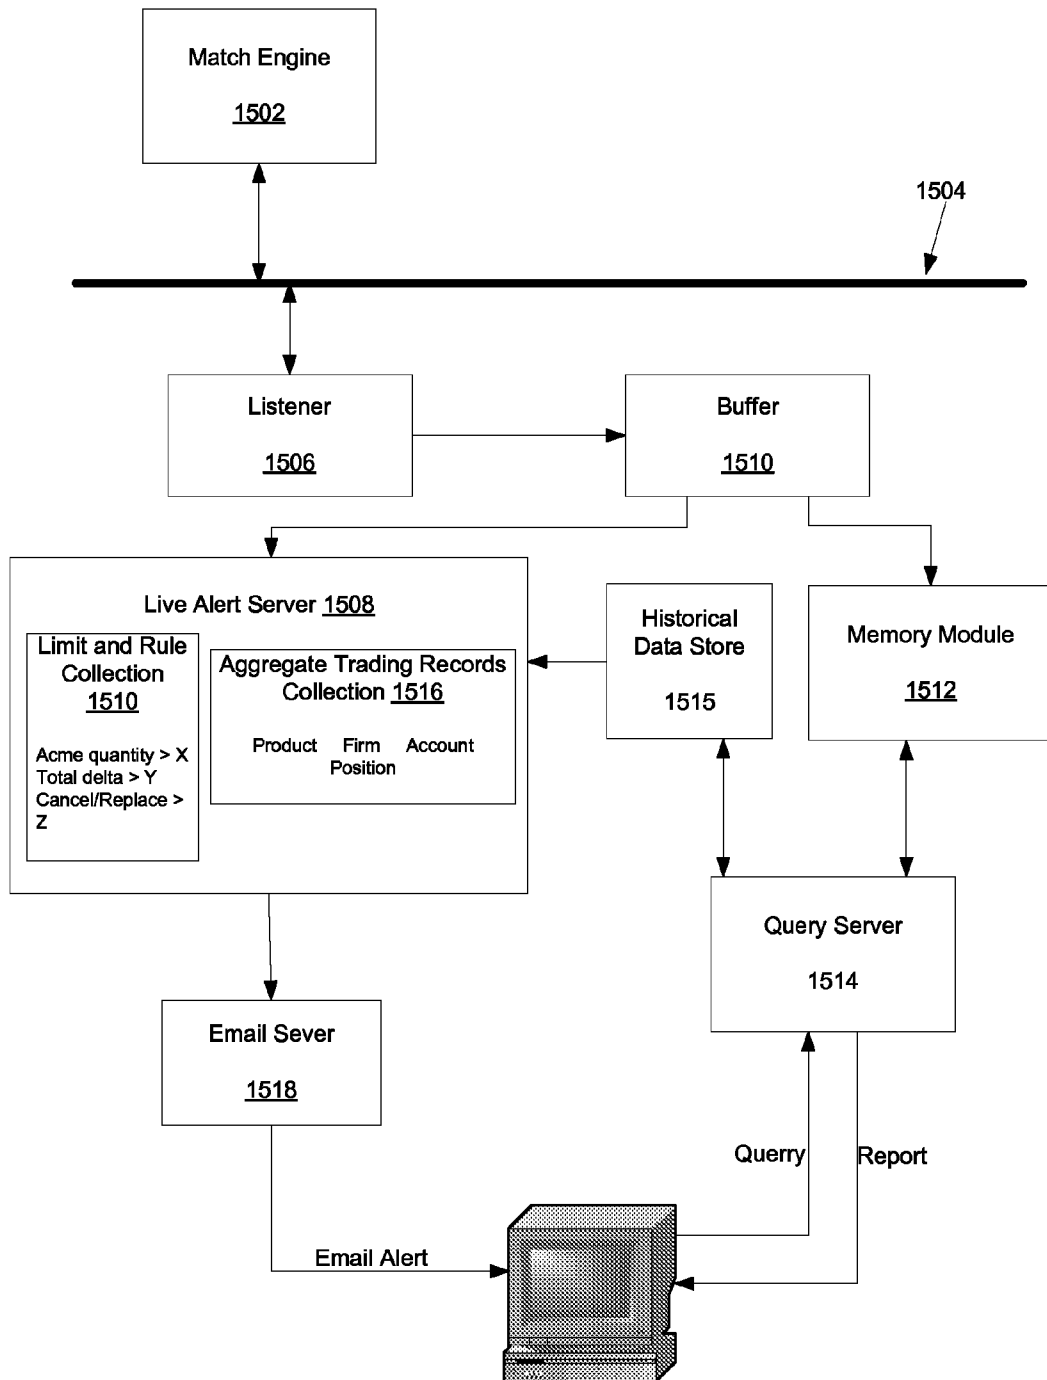 Match Engine
1502
1504
Listener
1506
Buffer
1510
Live Alert Server 1508
Limit and Rule
Collection
1510
Acme quantity > X
Total delta > Y
Cancel/Replace >
Z
Aggregate Trading Records
Collection 1516
Product Firm Account
Position
Historical
Data Store
1515
Memory Module
1512
Query Server
1514
Email Sever
1518
Querry
Report
Email Alert